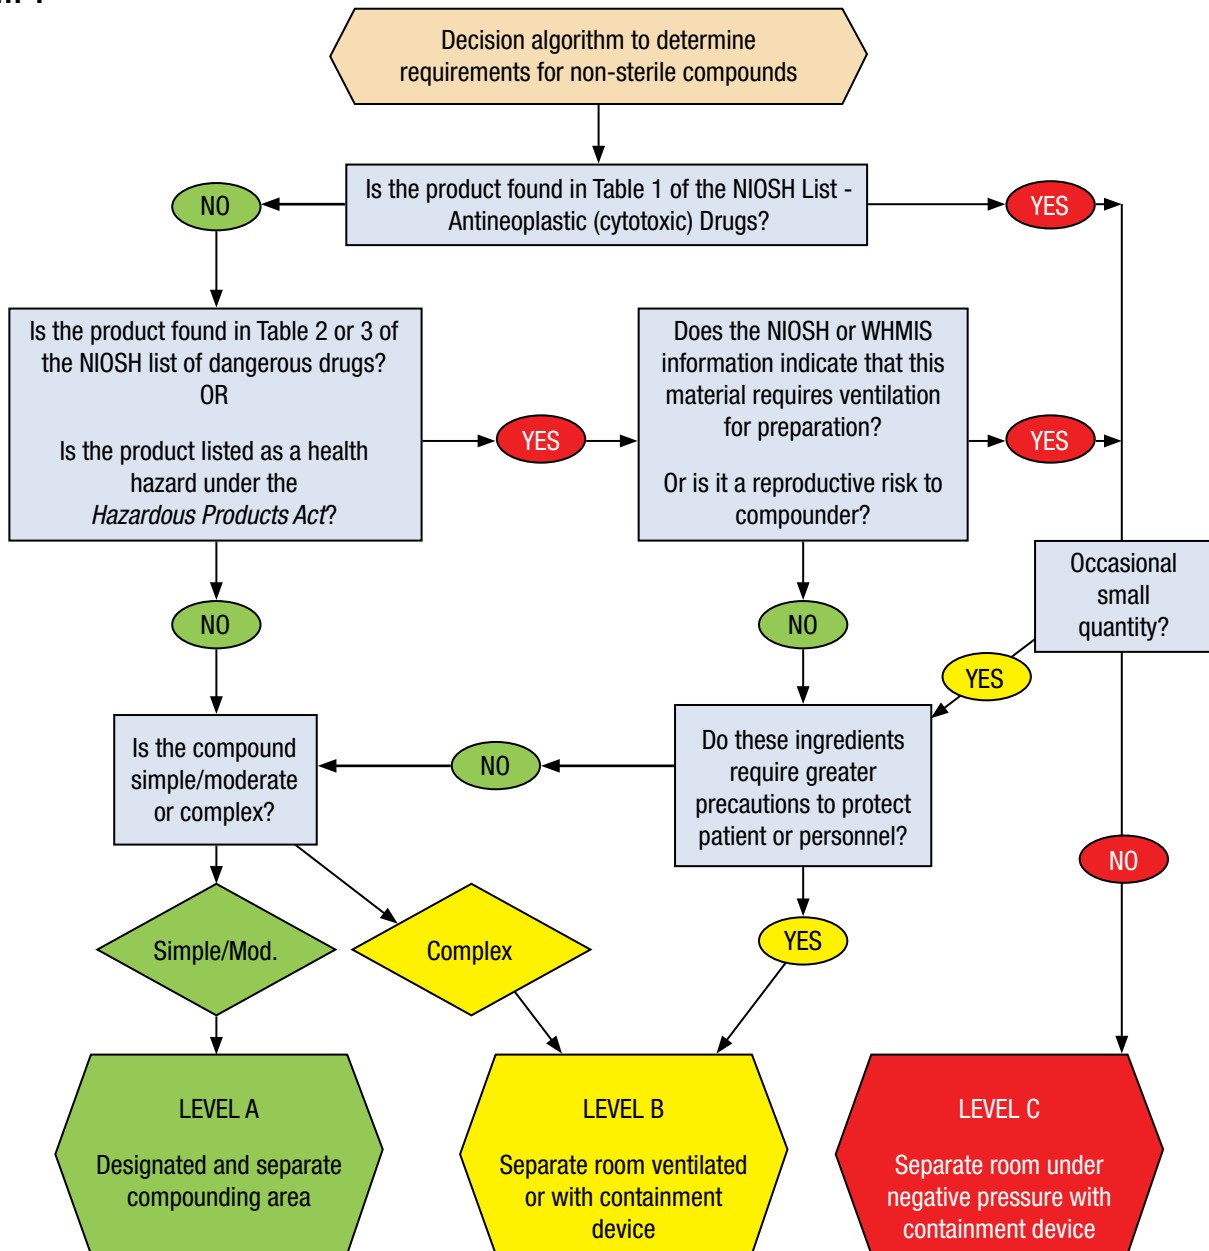 Decision algorithm to determine
requirements for non-sterile compounds
Is the product found in Table 1 of the NIOSH List -
Antineoplastic (cytotoxic) Drugs?
NO
YES
Is the product found in Table 2 or 3 of
the NIOSH list of dangerous drugs?
OR
Is the product listed as a health
hazard under the
Hazardous Products Act?
YES
Does the NIOSH or WHMIS
information indicate that this
material requires ventilation
for preparation?
Or is it a reproductive risk to
compounder?
YES
Occasional
small
quantity?
NO
NO
YES
Is the compound
simple/moderate
or complex?
NO
Do these ingredients
require greater
precautions to protect
patient or personnel?
NO
Simple/Mod.
Complex
YES
LEVEL A
Designated and separate
compounding area
LEVEL B
Separate room ventilated
or with containment
device
LEVEL C
Separate room under
negative pressure with
containment device